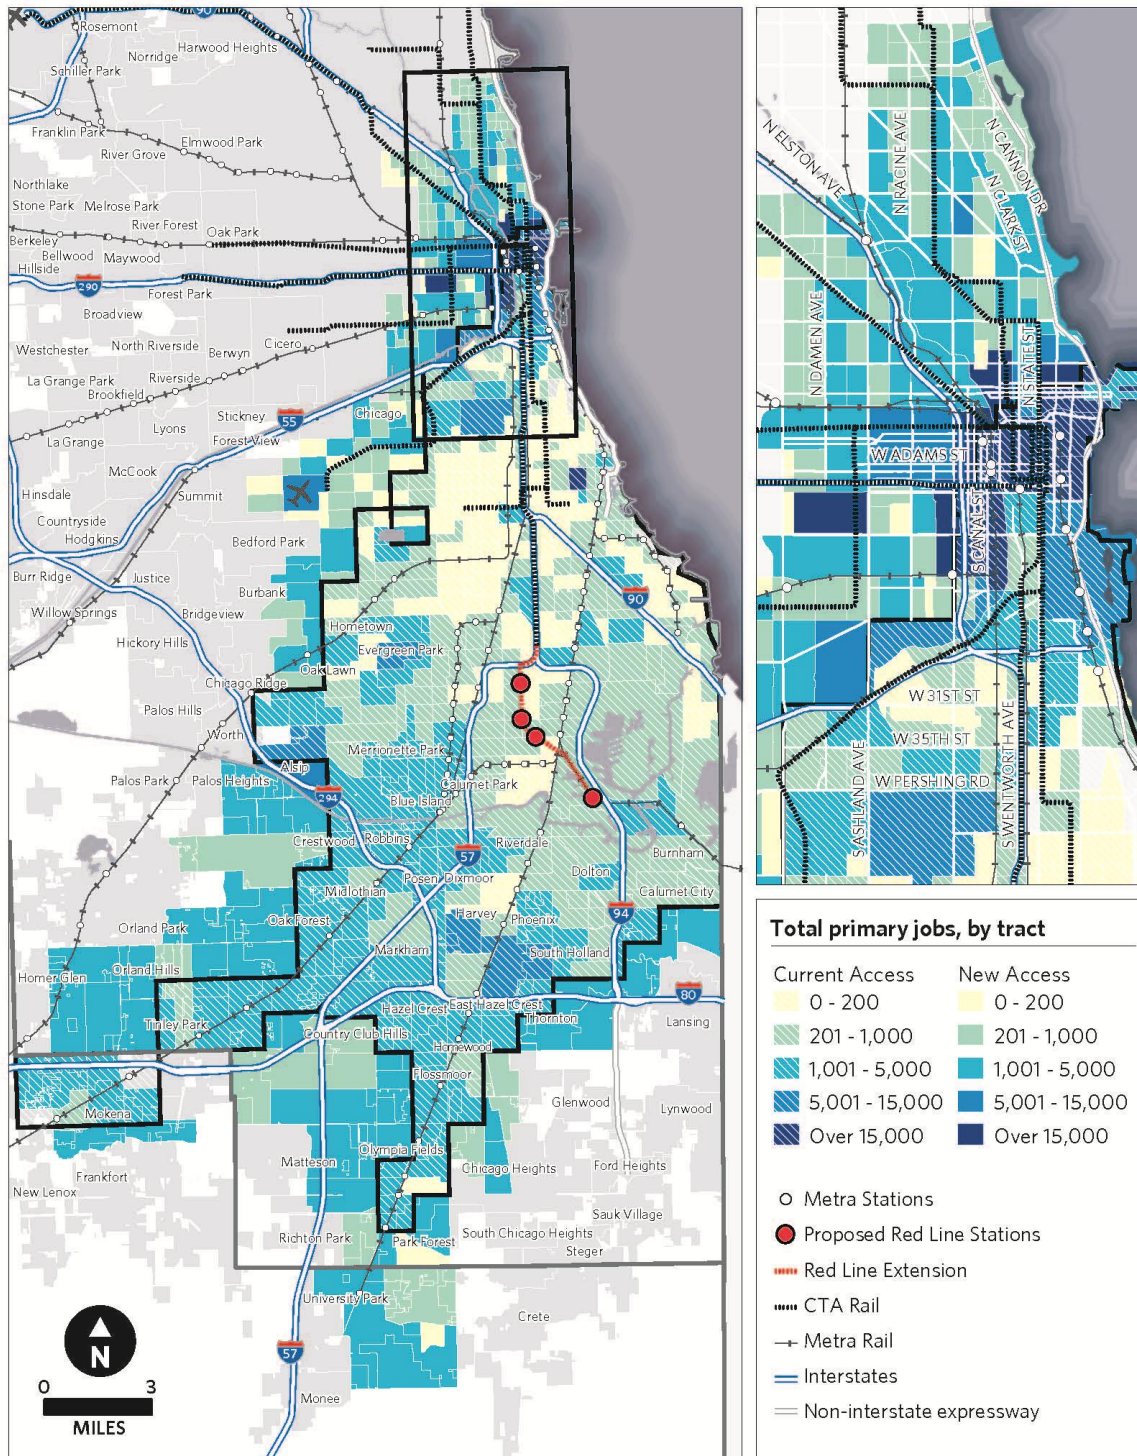 90
Rosemont
Harwood Heights
Norridge
Schiller Park
Franklin Park
Elmwood Park
River Grove
Northlake
Stone Park
Melrose Park
River Forest
Oak Park
Berkeley
Bellwood
Maywood
Hillside
290
Forest Park
Broadview
Westchester
North Riverside
Berwyn
Cicero
La Grange Park
Riverside
Brookfield
Stickney
55
Chicago
Lyons
Forest View
La Grange
McCook
Hinsdale
Summit
Countryside
Hodgkins
Bedford Park
Burr Ridge
Justice
Burbank
90
Willow Springs
Bridgeview
Hometown
Hickory Hills
Evergreen Park
Oak Lawn
Chicago Ridge
Palos Hills
Worth
Merrionette Park
Alsip
Palos Park
Palos Heights
Calumet Park
294
Blue Island
Crestwood
Robbins
Riverdale
57
Burnham
Posen
Dixmoor
Dolton
Midlothian
Calumet City
Harvey
Phoenix
94
Oak Forest
Orland Park
Markham
South Holland
Homer Glen
Orland Hills
80
Hazel Crest
East Hazel Crest
Tinley Park
Thornton
Lansing
Country Club Hills
Homewood
Flossmoor
Glenwood
Lynwood
Mokena
Olympia Fields
Matteson
Chicago Heights
Ford Heights
Frankfort
New Lenox
Sauk Village
Richton Park
South Chicago Heights
Park Forest
Steger
University Park
Crete
57
Monee
N
0 3
MILES
N ELSTON AVE
N RACINE AVE
N CANNON DR
N CLARK ST
N DAMEN AVE
N STATE ST
W ADAMS ST
S CANAL ST
W 31ST ST
W 35TH ST
W PERSHING RD
S ASHLAND AVE
S WENTWORTH AVE
Total primary jobs, by tract
Current Access New Access
0 - 200 0 - 200
201 - 1,000 201 - 1,000
1,001 - 5,000 1,001 - 5,000
5,001 - 15,000 5,001 - 15,000
Over 15,000 Over 15,000
Metra Stations
Proposed Red Line Stations
Red Line Extension
CTA Rail
Metra Rail
Interstates
Non-interstate expressway